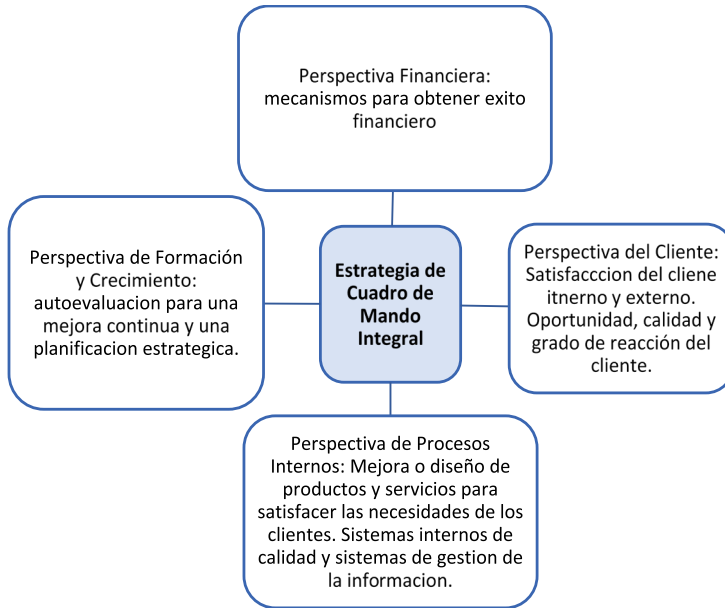 Perspectiva Financiera:
mecanismos para obtener exito
financiero
Perspectiva de Formación
y Crecimiento:
autoevaluacion para una
mejora continua y una
planificacion estrategica.
Estrategia de
Cuadro de
Mando
Integral
Perspectiva del Cliente:
Satisfacccion del cliene
itnerno y externo.
Oportunidad, calidad y
grado de reacción del
cliente.
Perspectiva de Procesos
Internos: Mejora o diseño de
productos y servicios para
satisfacer las necesidades de los
clientes. Sistemas internos de
calidad y sistemas de gestion de
la informacion.